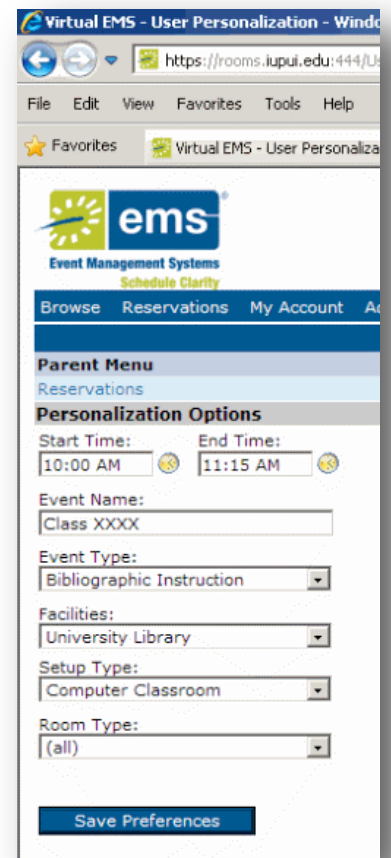 Virtual EMS - User Personalization - Windo
https://rooms.iupui.edu:444/Us
File Edit View Favorites Tools Help
Favorites Virtual EMS - User Personaliza
ems®
Event Management Systems
Schedule Clarity
Browse Reservations My Account Ac
Parent Menu
Reservations
Personalization Options
Start Time: End Time:
10:00 AM 11:15 AM
Event Name:
Class XXXX
Event Type:
Bibliographic Instruction
Facilities:
University Library
Setup Type:
Computer Classroom
Room Type:
(all)
Save Preferences